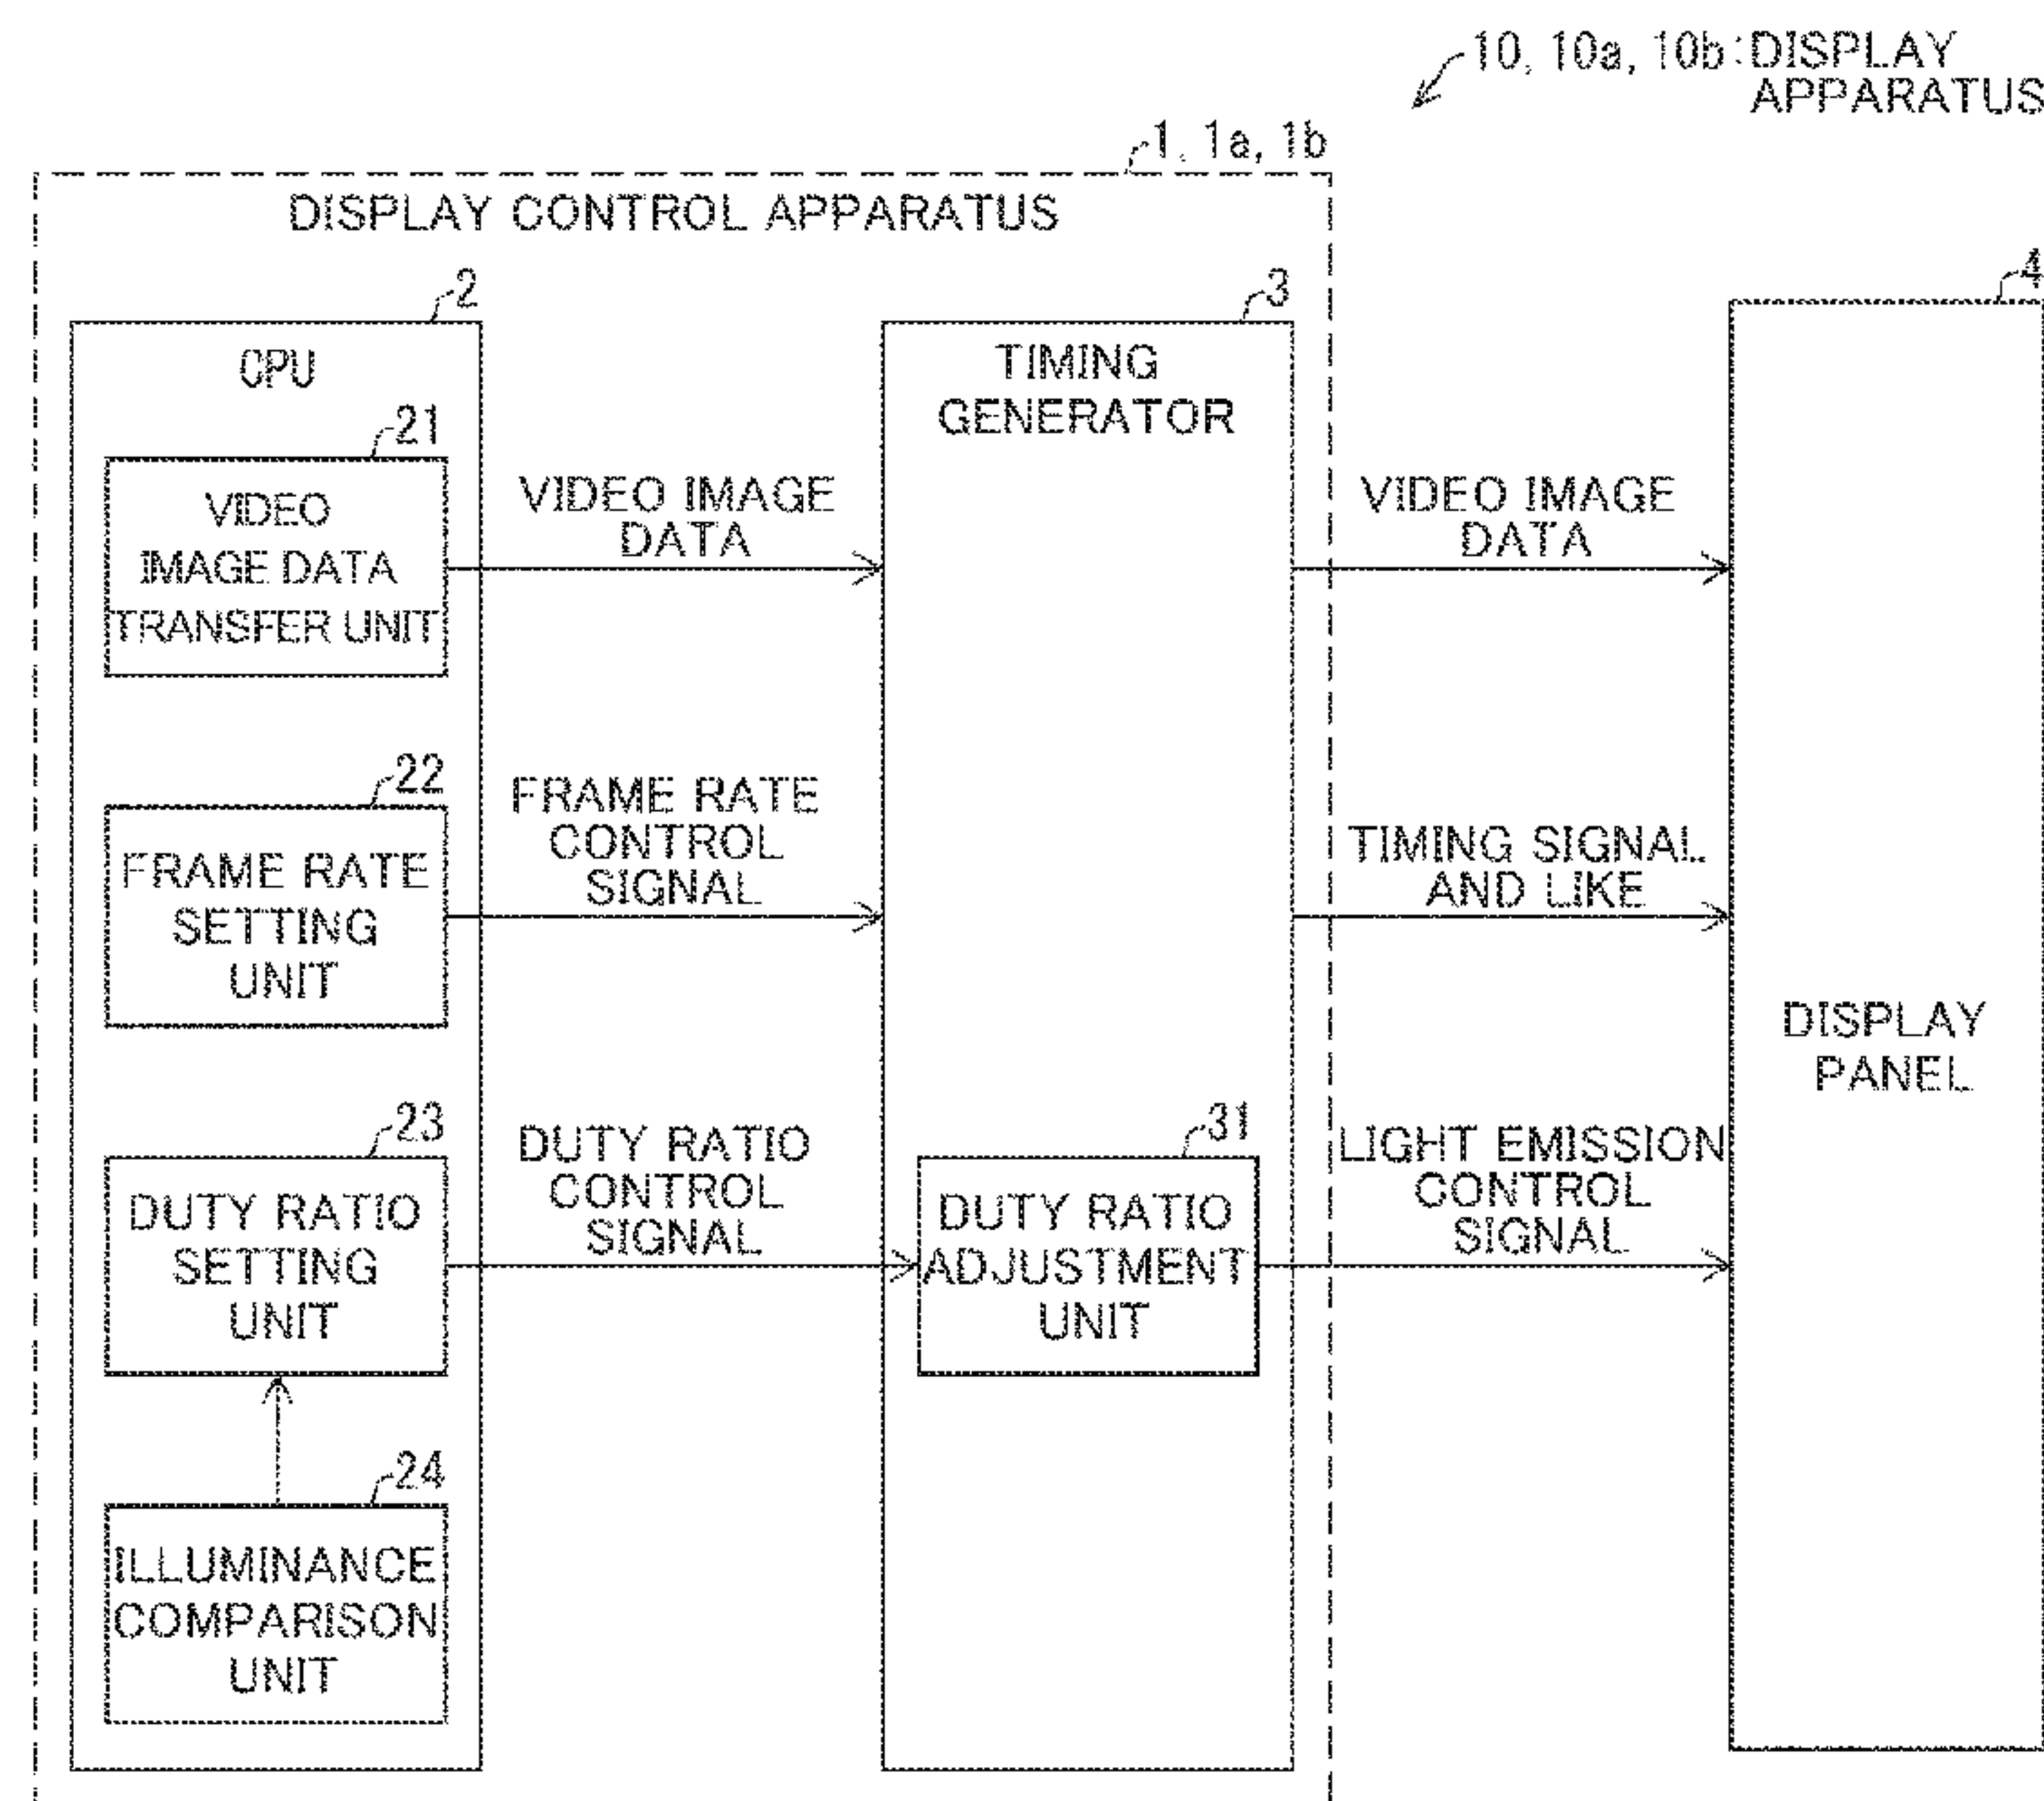 10, 10a, 10b : DISPLAY
APPARATUS
1, 1a, 1b
DISPLAY CONTROL APPARATUS
2
CPU
21
VIDEO
IMAGE DATA
TRANSFER UNIT
VIDEO IMAGE
DATA
3
TIMING
GENERATOR
VIDEO IMAGE
DATA
4
DISPLAY
PANEL
22
FRAME RATE
SETTING
UNIT
FRAME RATE
CONTROL
SIGNAL
TIMING SIGNAL
AND LIKE
23
DUTY RATIO
SETTING
UNIT
DUTY RATIO
CONTROL
SIGNAL
31
DUTY RATIO
ADJUSTMENT
UNIT
LIGHT EMISSION
CONTROL
SIGNAL
24
ILLUMINANCE
COMPARISON
UNIT